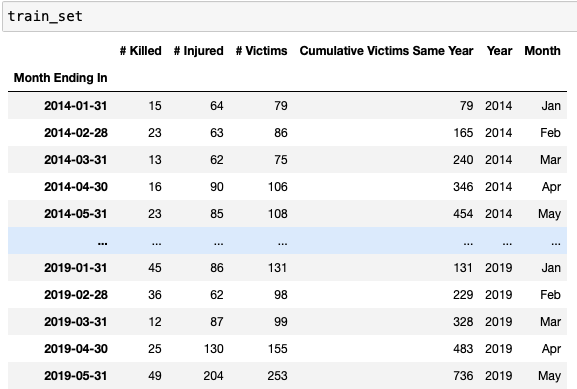 train_set
# Killed # Injured # Victims Cumulative Victims Same Year Year Month
Month Ending In
2014-01-31 15 64 79 79 2014 Jan
2014-02-28 23 63 86 165 2014 Feb
2014-03-31 13 62 75 240 2014 Mar
2014-04-30 16 90 106 346 2014 Apr
2014-05-31 23 85 108 454 2014 May
... ... ... ... ... ... ...
2019-01-31 45 86 131 131 2019 Jan
2019-02-28 36 62 98 229 2019 Feb
2019-03-31 12 87 99 328 2019 Mar
2019-04-30 25 130 155 483 2019 Apr
2019-05-31 49 204 253 736 2019 May